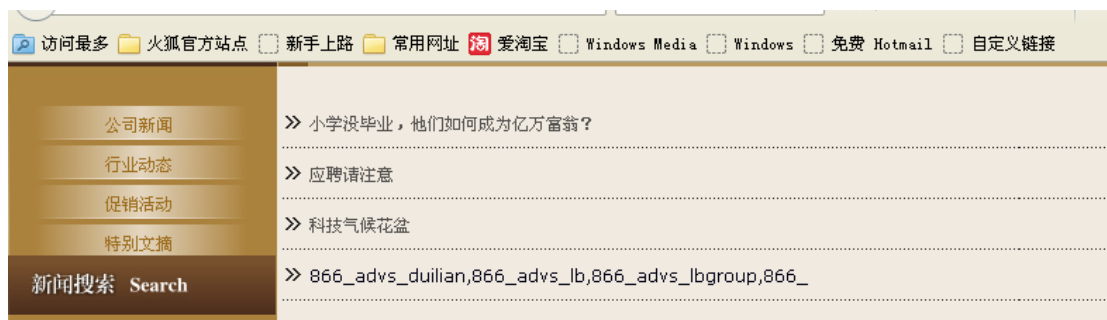 访问最多 火狐官方站点 新手上路 常用网址 淘 爱淘宝 Windows Media Windows 免费 Hotmail 自定义链接
公司新闻
行业动态
促销活动
特别文摘
新闻搜索 Search
小学没毕业，他们如何成为亿万富翁？
应聘请注意
科技气候花盆
866_advs_duilian,866_advs_lb,866_advs_lbgroup,866_